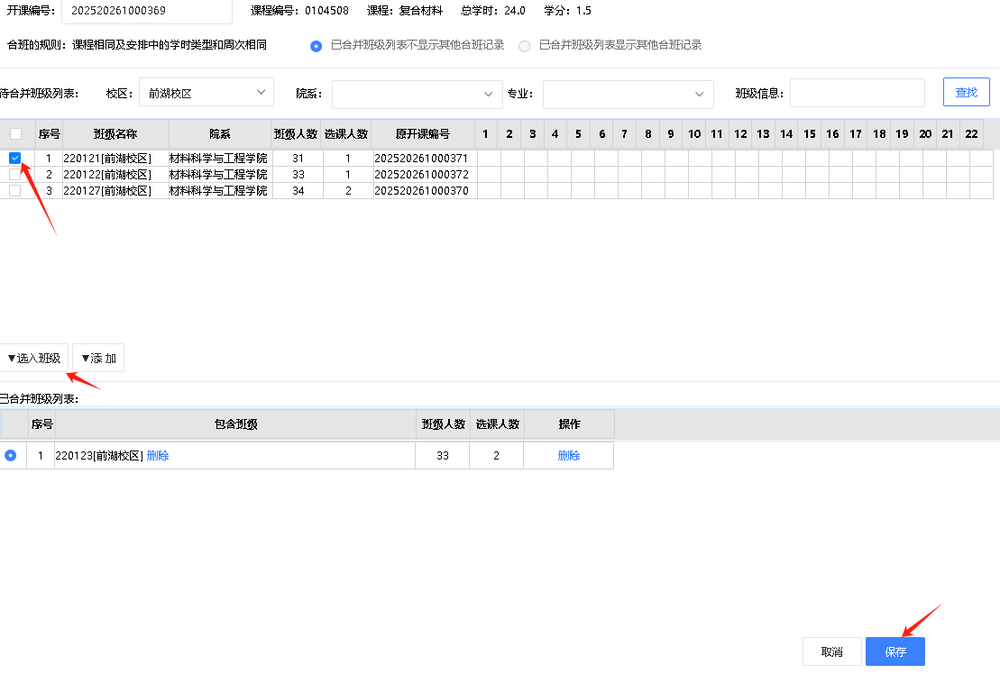 开课编号： 202520261000369 课程编号：0104508 课程：复合材料 总学时：24.0 学分：1.5
合班的规则：课程相同及安排中的学时类型和周次相同 已合并班级列表不显示其他合班记录 已合并班级列表显示其他合班记录
待合并班级列表： 校区： 前湖校区 院系： 专业： 班级信息： 查找
序号 班级名称 院系 班级人数 选课人数 原开课编号 1 2 3 4 5 6 7 8 9 10 11 12 13 14 15 16 17 18 19 20 21 22
1 220121[前湖校区] 材料科学与工程学院 31 1 202520261000371
2 220122[前湖校区] 材料科学与工程学院 33 1 202520261000372
3 220127[前湖校区] 材料科学与工程学院 34 2 202520261000370
▼选入班级 ▼添 加
已合并班级列表：
序号 包含班级 班级人数 选课人数 操作
1 220123[前湖校区] 删除 33 2 删除
取消 保存